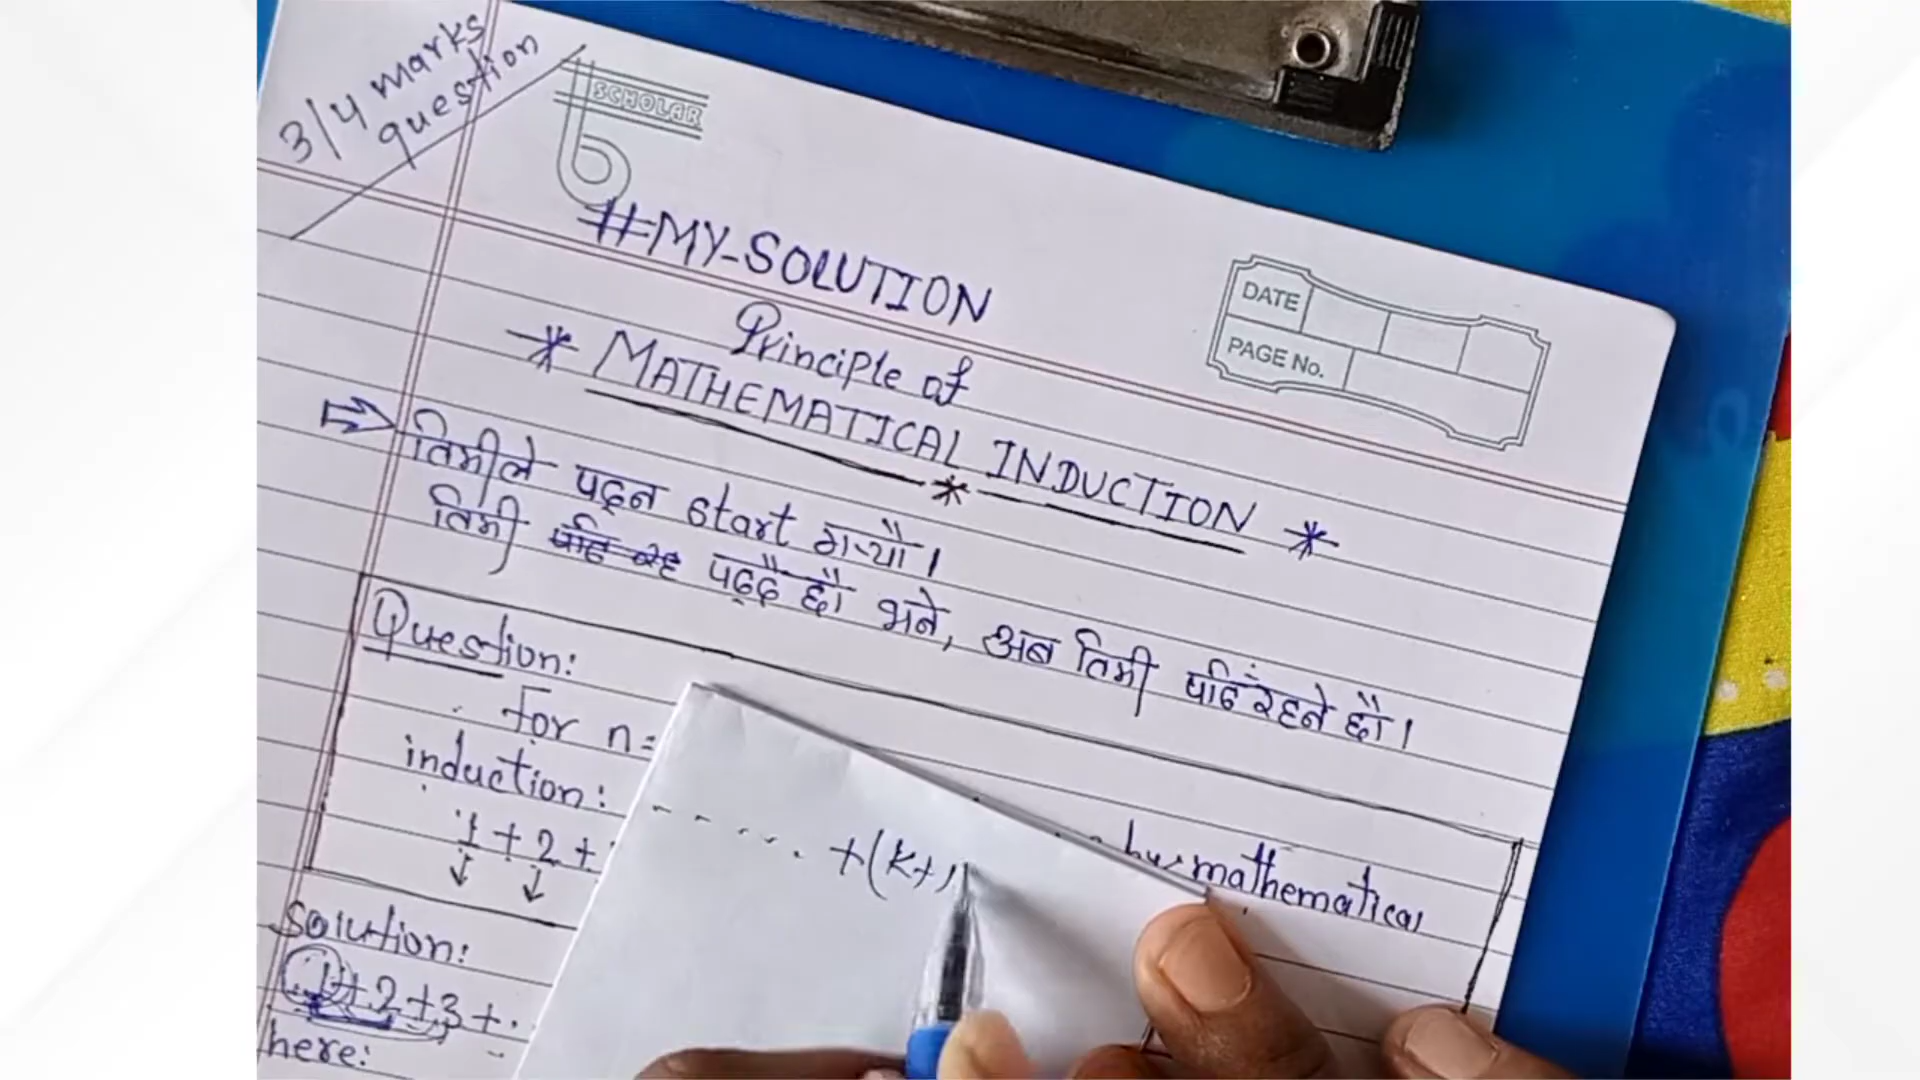 3/4 marks
question
SCHOLAR
#MY-SOLUTION
DATE
PAGE No.
Principle of
* MATHEMATICAL INDUCTION *
*
⇒ तिमीले पढ्न start गर्‍यौ।
तिमी पढ्दै छौ भने, अब तिमी पढिरहने छौ।
Question:
For n=
induction:
by mathematical
1 + 2 +
..... +(k+1
↓ ↓
Solution:
1+2+3+..
here: